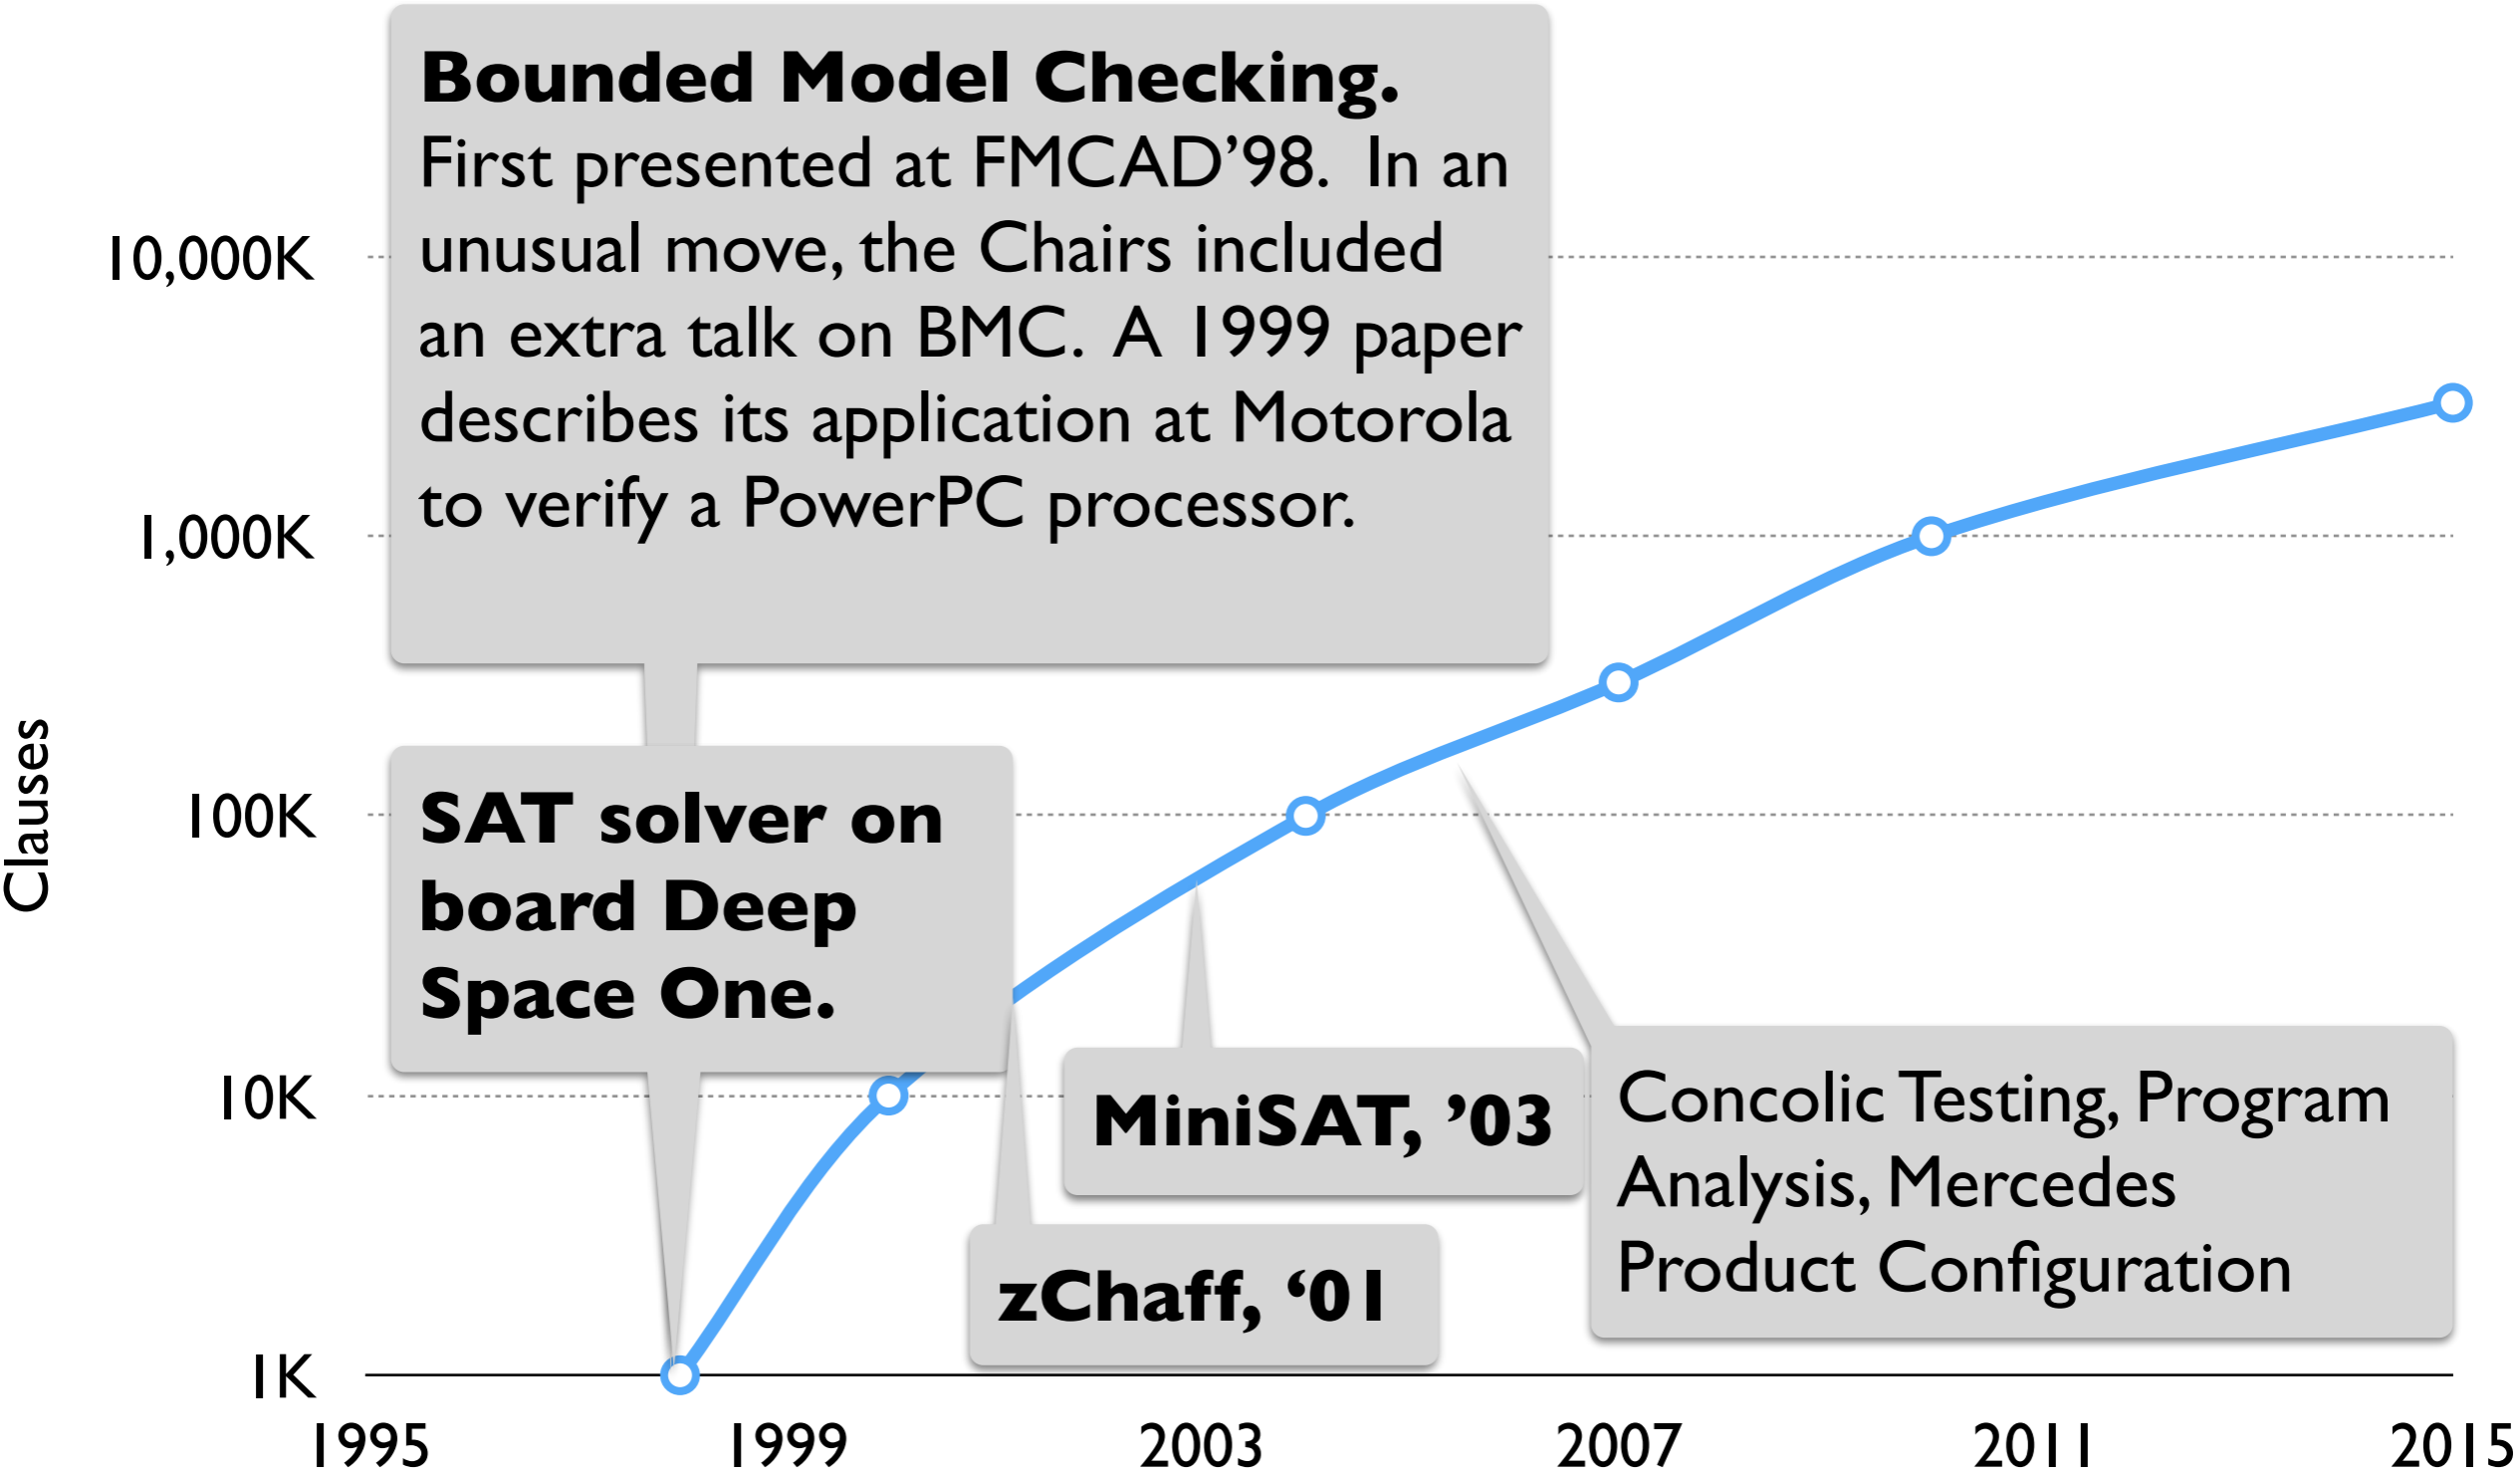 Bounded Model Checking.
First presented at FMCAD’98. In an
unusual move, the Chairs included
an extra talk on BMC. A 1999 paper
describes its application at Motorola
to verify a PowerPC processor.
10,000K
1,000K
100K
10K
1K
Clauses
SAT solver on
board Deep
Space One.
MiniSAT, ’03
zChaff, ‘01
Concolic Testing, Program
Analysis, Mercedes
Product Configuration
1995
1999
2003
2007
2011
2015